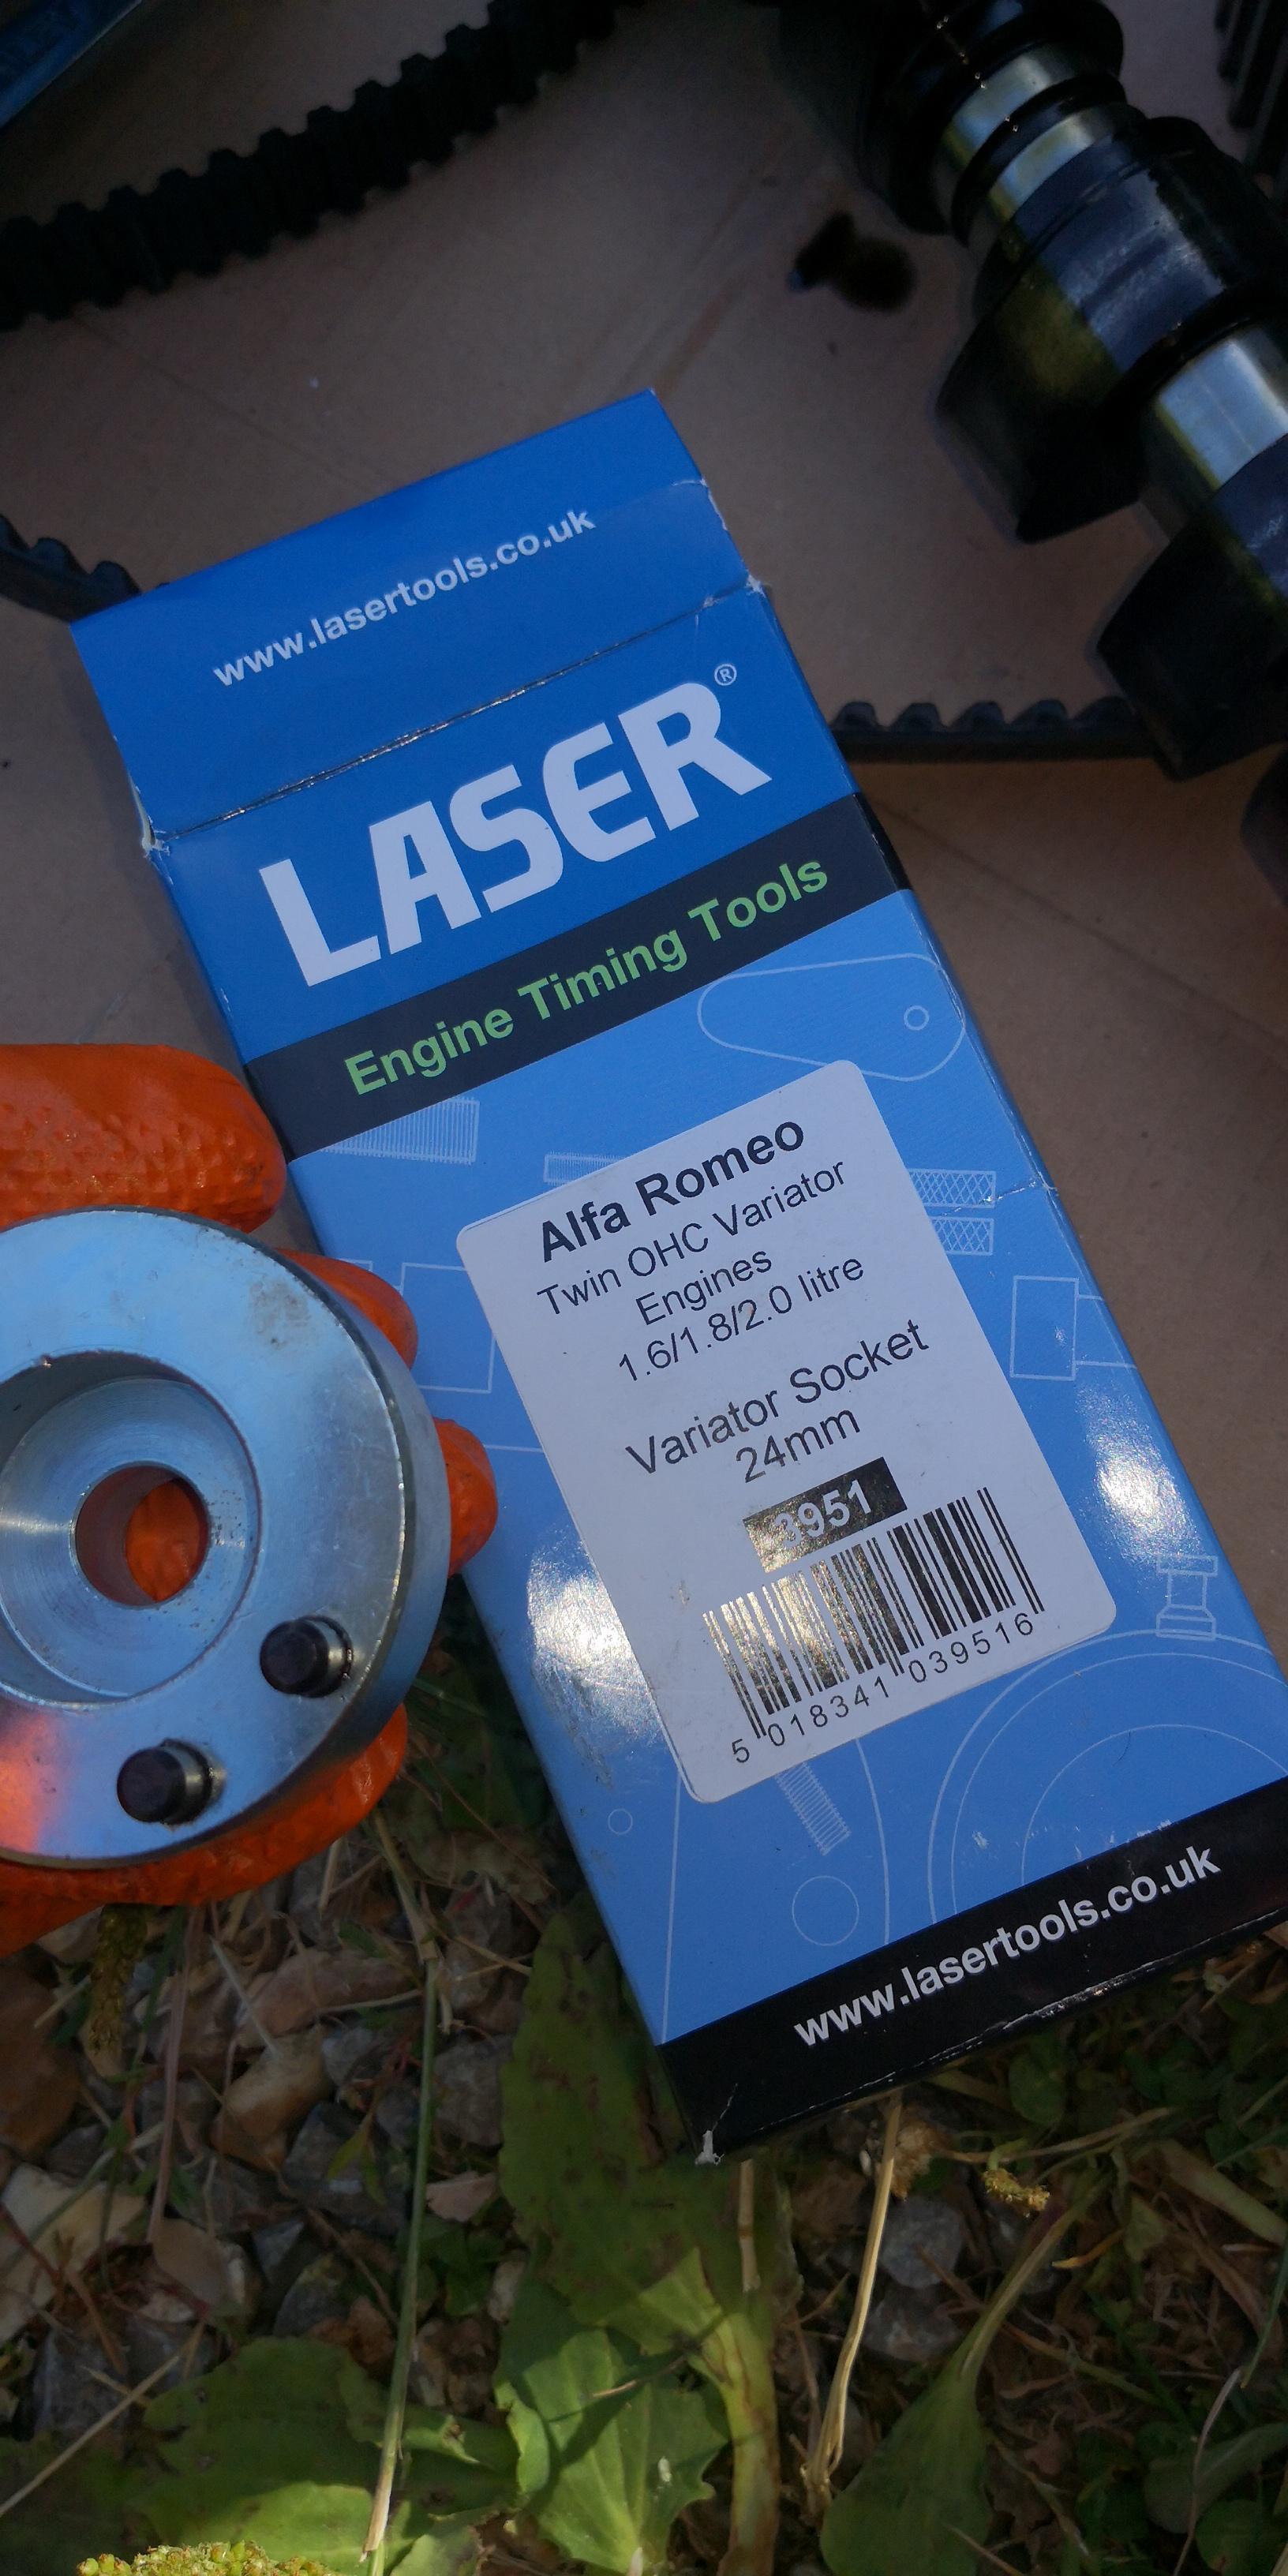 www.lasertools.co.uk
LASER®
Engine Timing Tools
Alfa Romeo
Twin OHC Variator
Engines
1.6/1.8/2.0 litre
Variator Socket
24mm
3951
5 018341 039516
www.lasertools.co.uk